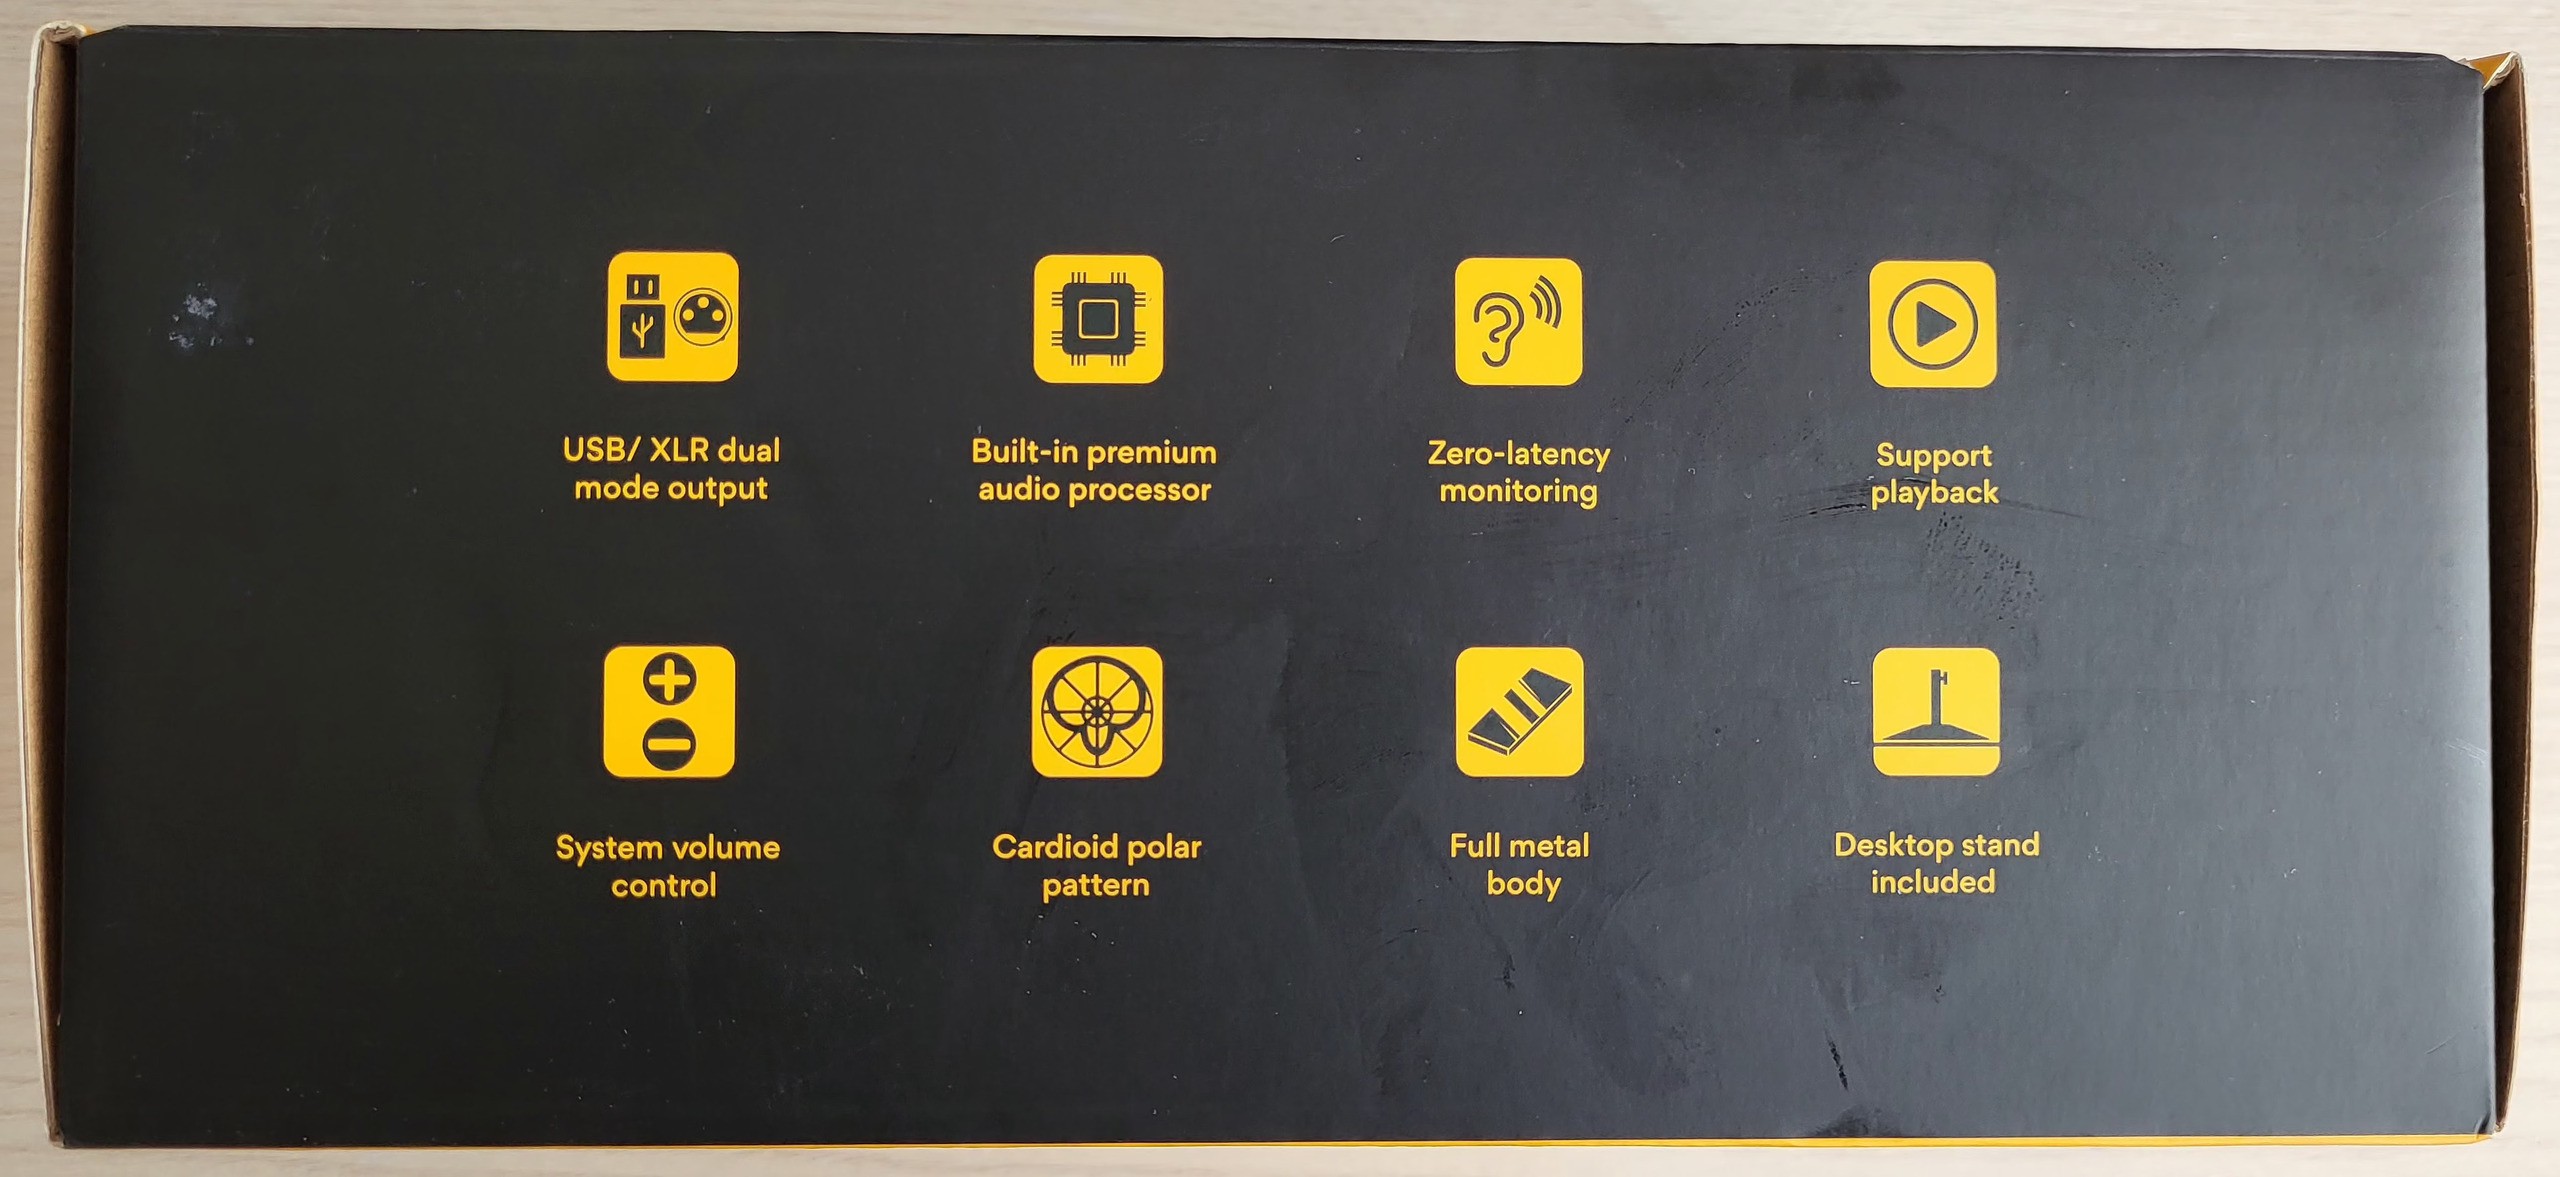 USB/ XLR dual
mode output
Built-in premium
audio processor
Zero-latency
monitoring
Support
playback
System volume
control
Cardioid polar
pattern
Full metal
body
Desktop stand
included